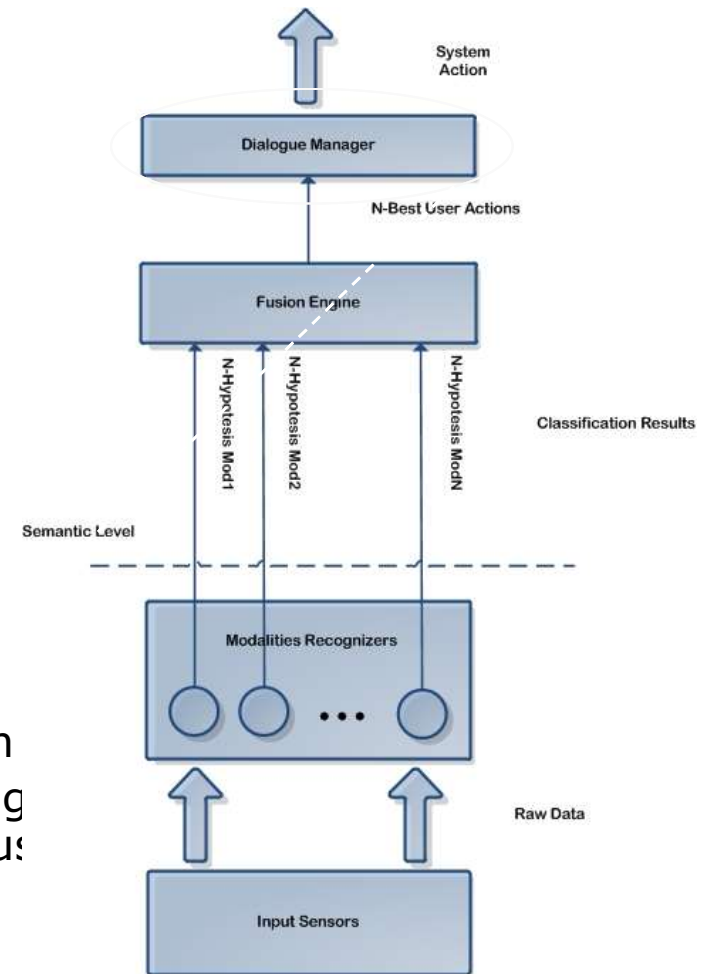 System
Action
Dialogue Manager
N-Best User Actions
Fusion Engine
N-Hypotesis Mod1
N-Hypotesis Mod2
N-Hypotesis ModN
Classification Results
Semantic Level
Modalities Recognizers
...
Raw Data
Input Sensors